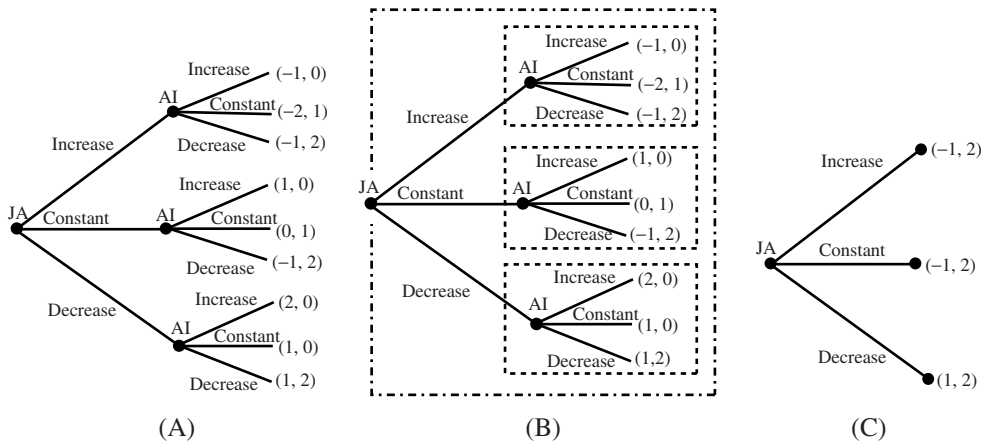 Increase
(−1, 0)
AI
Constant
(−2, 1)
Increase
Decrease
(−1, 2)
JA
Constant
AI
Increase
(1, 0)
Constant
(0, 1)
Decrease
(−1, 2)
Decrease
AI
Increase
(2, 0)
Constant
(1, 0)
Decrease
(1, 2)
(A)
Increase
(−1, 0)
AI
Constant
(−2, 1)
Increase
Decrease
(−1, 2)
JA
Constant
AI
Increase
(1, 0)
Constant
(0, 1)
Decrease
(−1, 2)
Decrease
AI
Increase
(2, 0)
Constant
(1, 0)
Decrease
(1,2)
(B)
Increase
(−1, 2)
JA
Constant
(−1, 2)
Decrease
(1, 2)
(C)